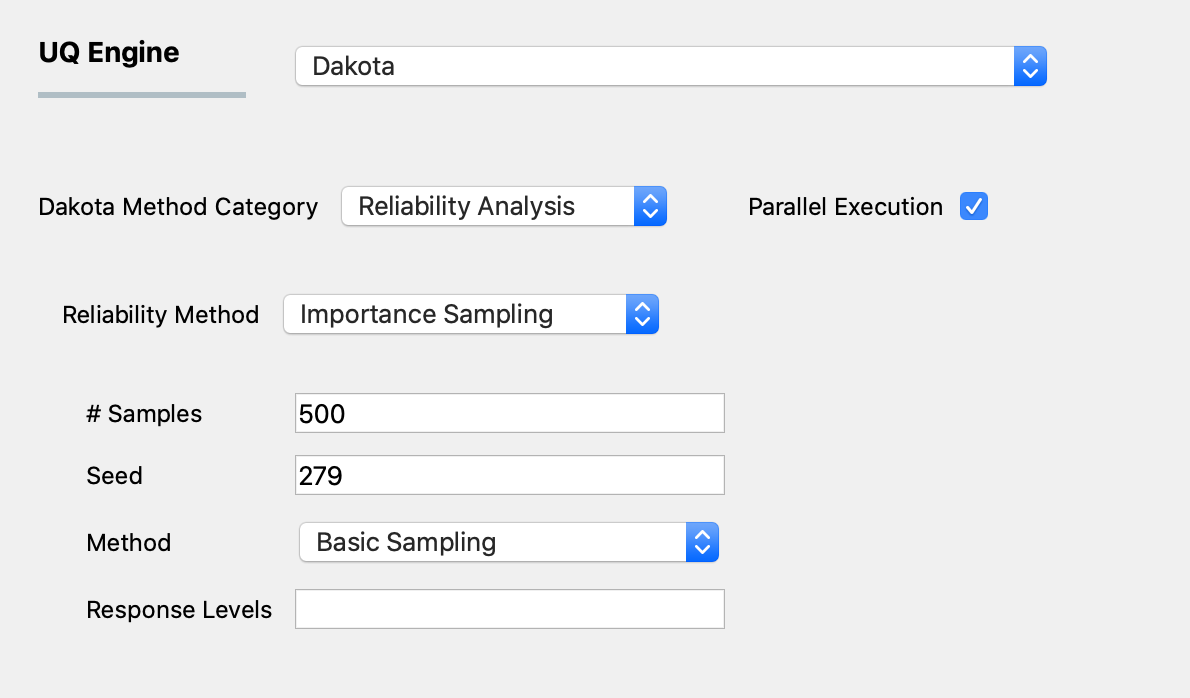 UQ Engine
Dakota
Dakota Method Category
Reliability Analysis
Parallel Execution
Reliability Method
Importance Sampling
# Samples
500
Seed
279
Method
Basic Sampling
Response Levels